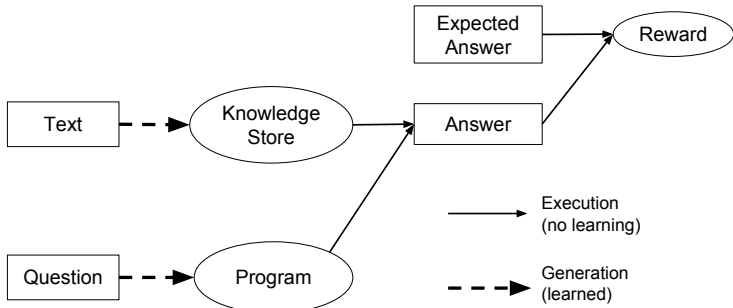 Expected
Answer
Reward
Text
Knowledge
Store
Answer
Execution
(no learning)
Question
Program
Generation
(learned)